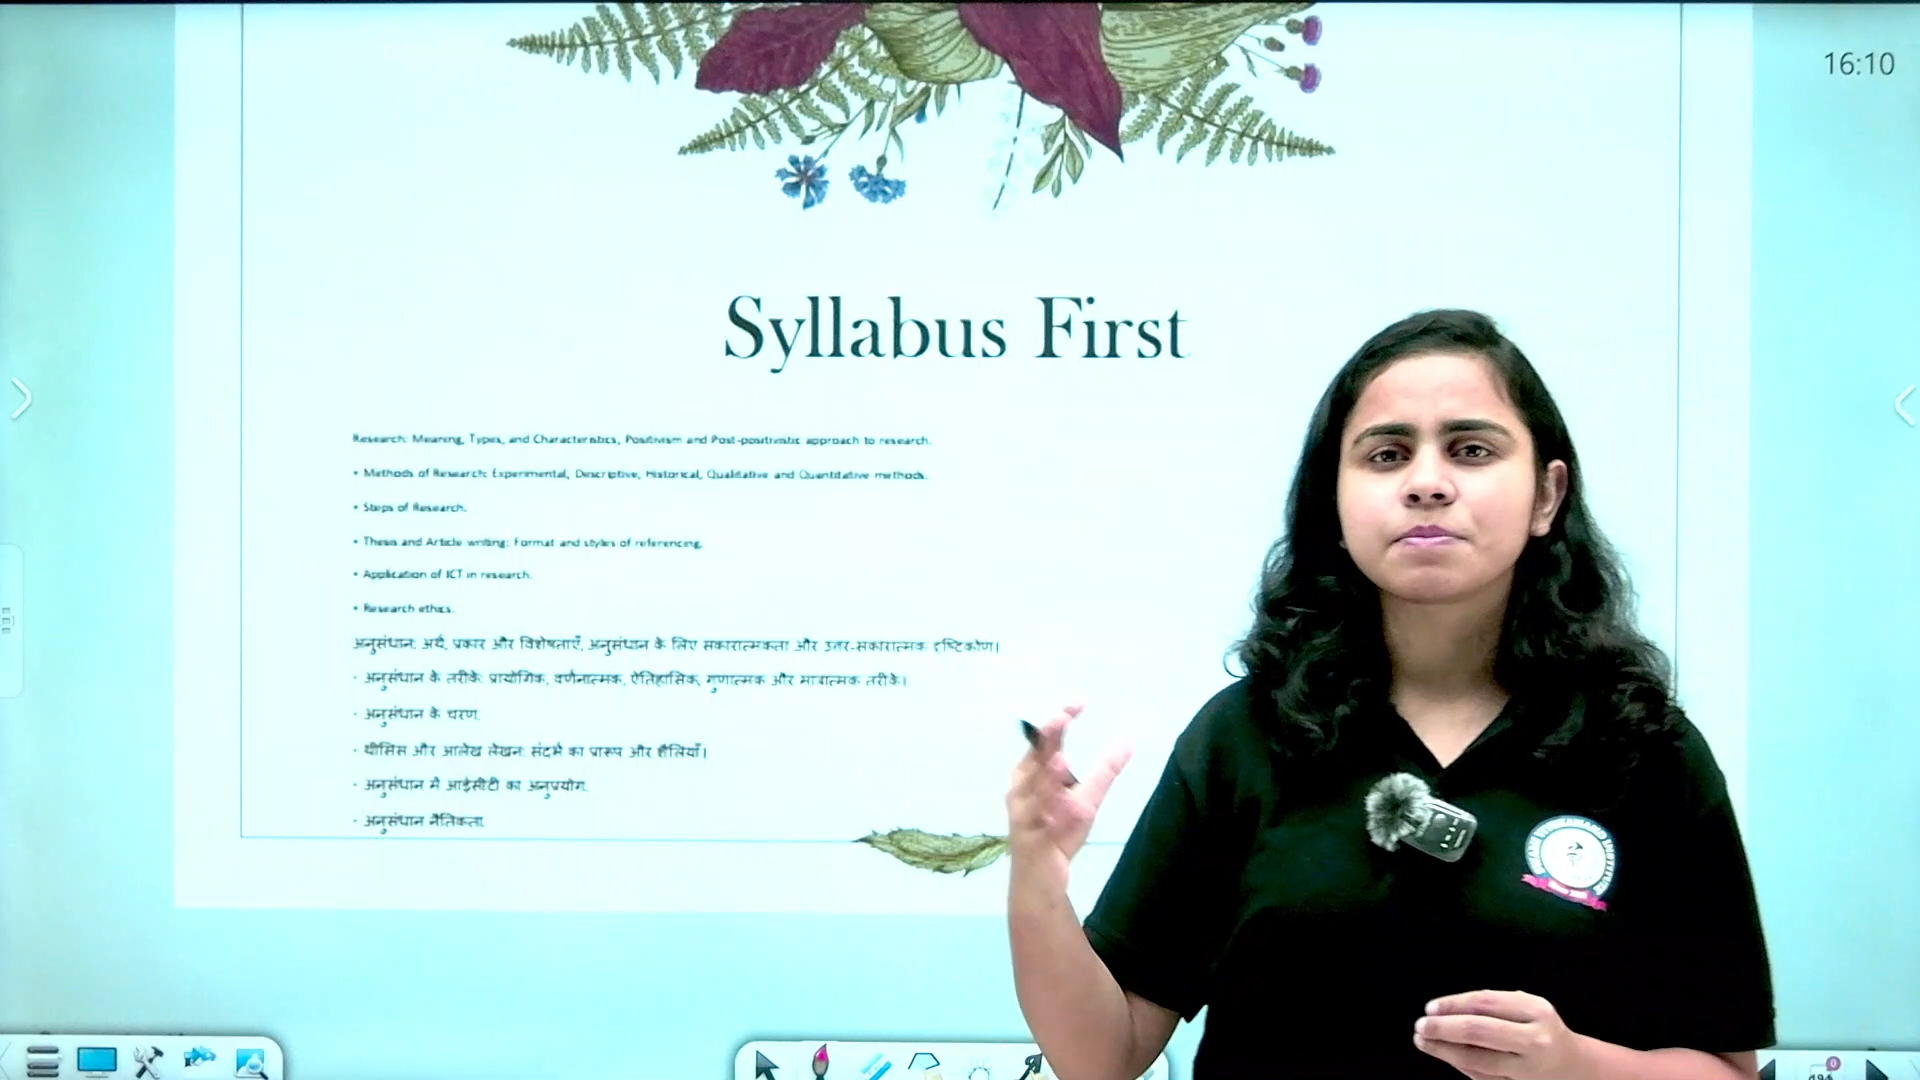 16:10
Syllabus First
Research: Meaning, Types, and Characteristics, Positivism and Post-positivistic approach to research.
• Methods of Research: Experimental, Descriptive, Historical, Qualitative and Quantitative methods.
• Steps of Research.
• Thesis and Article writing: Format and styles of referencing.
• Application of ICT in research.
• Research ethics.
अनुसंधान: अर्थ, प्रकार और विशेषताएँ, अनुसंधान के लिए सकारात्मकता और उत्तर-सकारात्मक दृष्टिकोण।
• अनुसंधान के तरीके: प्रायोगिक, वर्णनात्मक, ऐतिहासिक, गुणात्मक और मात्रात्मक तरीके।
• अनुसंधान के चरण.
• थीसिस और आलेख लेखन: संदर्भ का प्रारूप और शैलियाँ।
• अनुसंधान में आईसीटी का अनुप्रयोग.
• अनुसंधान नैतिकता.